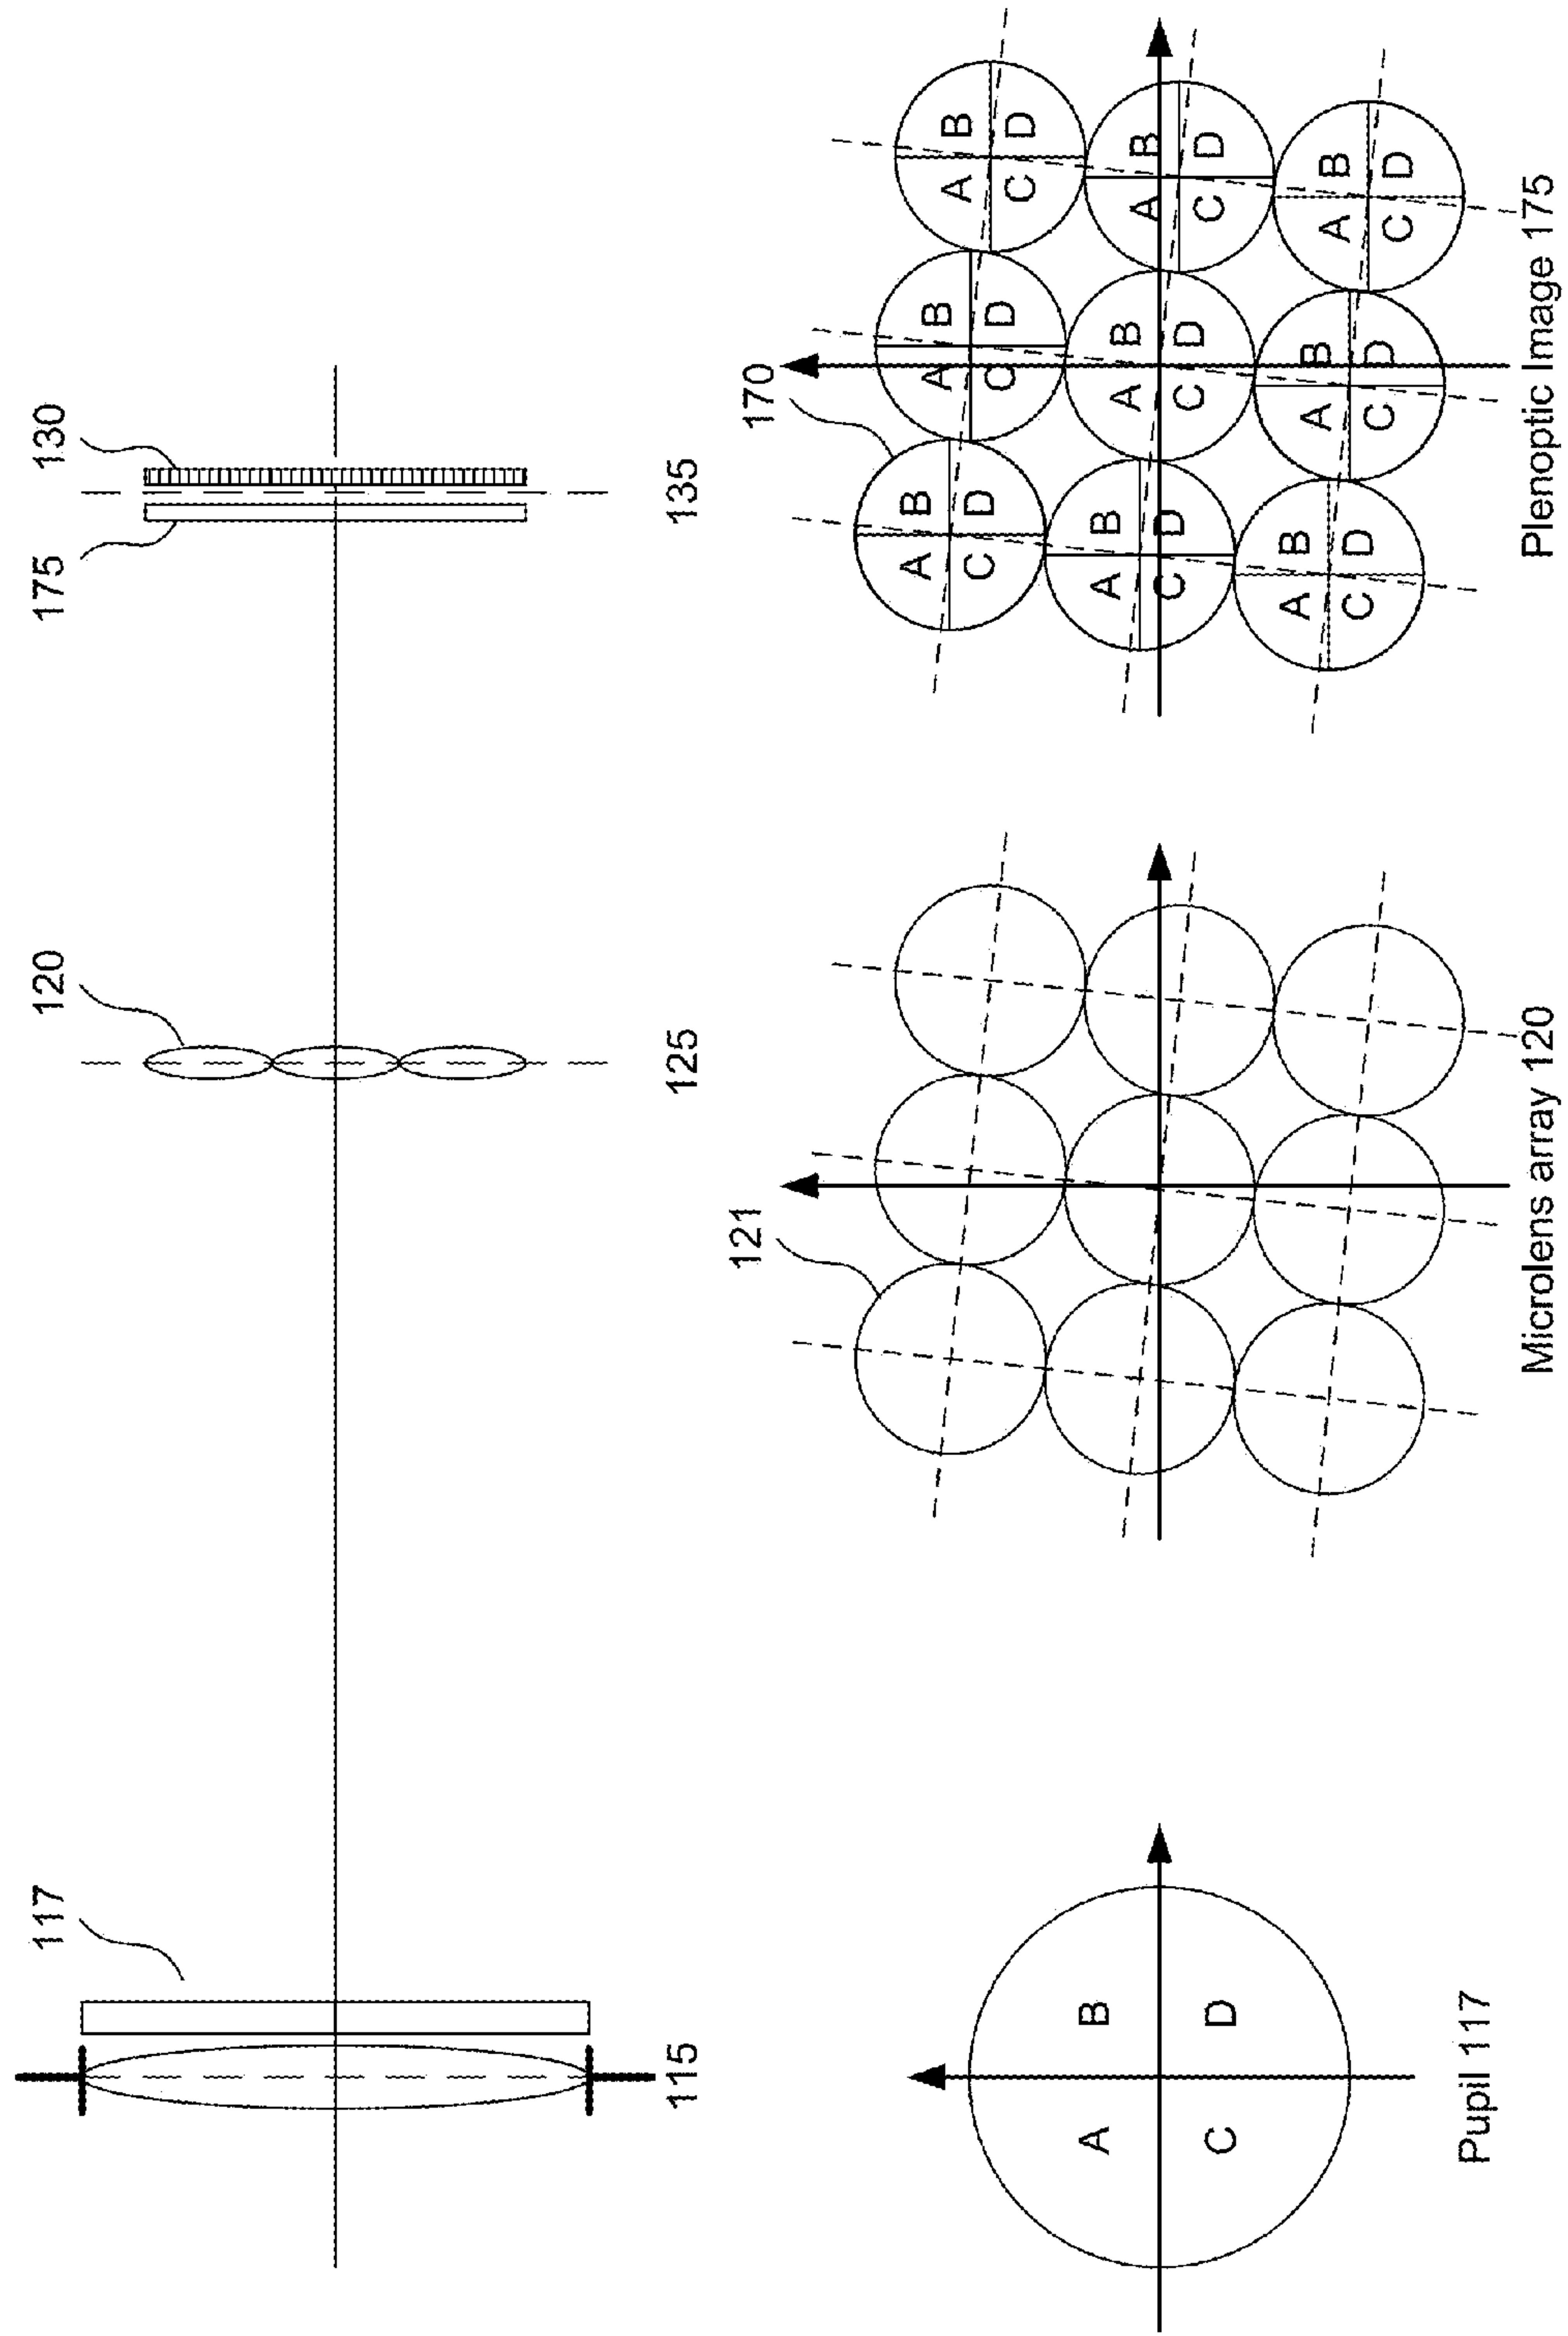 117
120
175
130
115
125
135
A B
C D
Pupil 117
121
Microlens array 120
170
A B A B A B
C D C D C D
A B A B A B
C D C D C D
A B A B A B
C D C D C D
Plenoptic Image 175